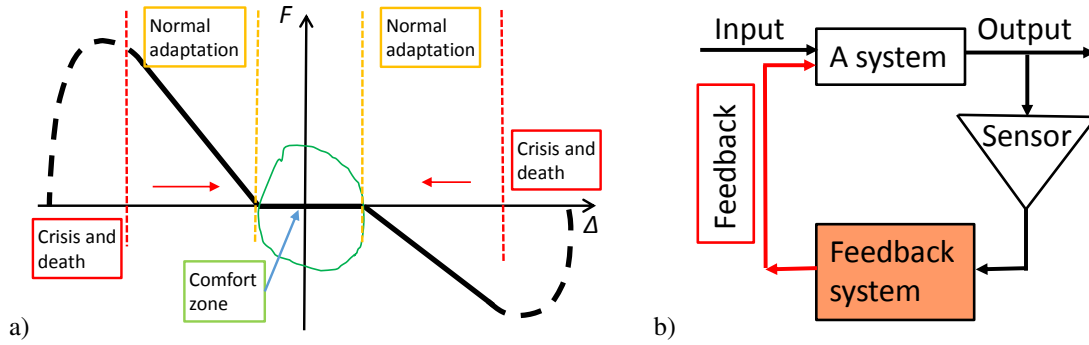 Normal
adaptation
F
Normal
adaptation
Crisis and
death
Δ
Crisis and
death
Comfort
zone
a)
Input
Output
A system
Feedback
Sensor
Feedback
system
b)